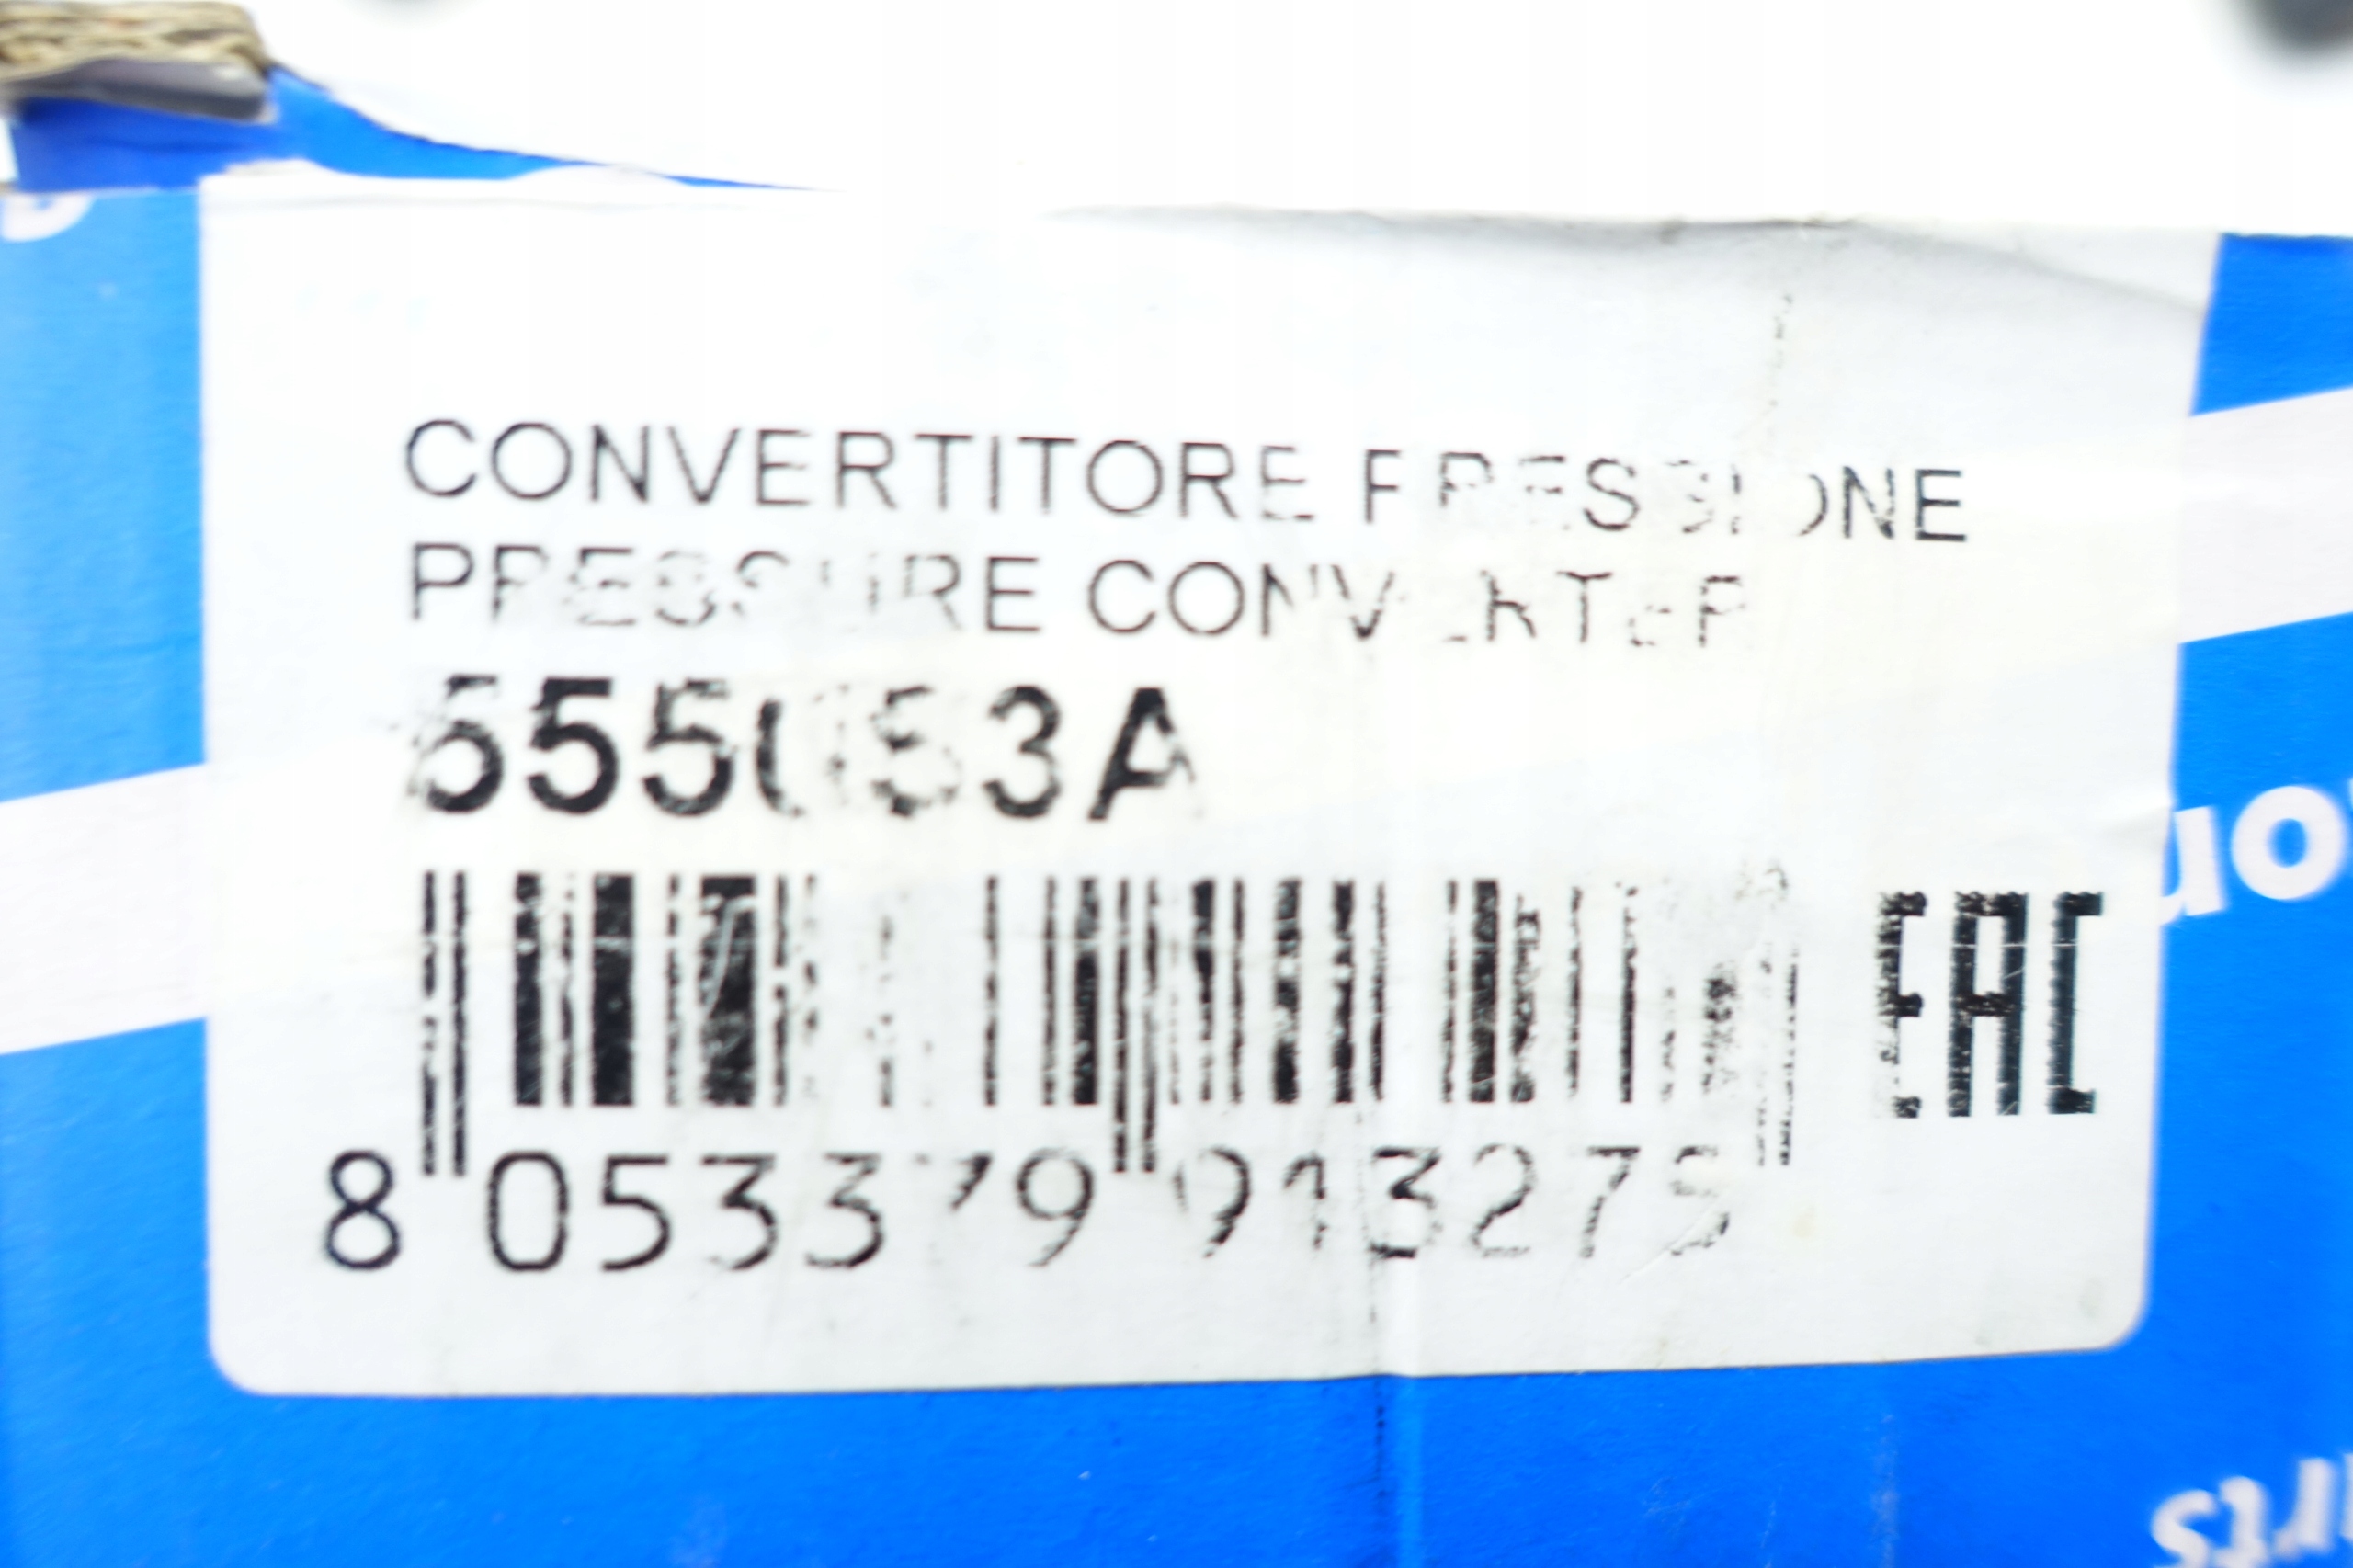 CONVERTITORE PRESSIONE
PRESSURE CONVERTER
555053A
EAC
8 053379 913275